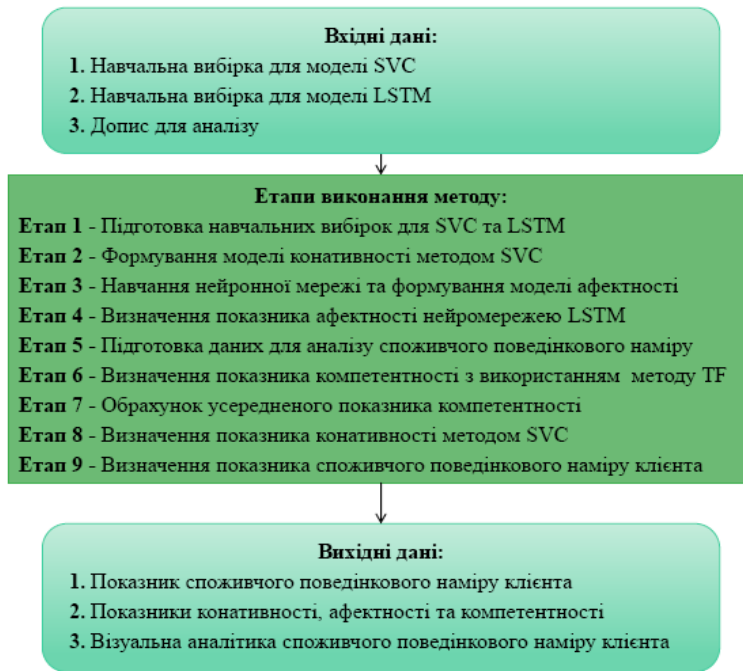 Вхідні дані:
1. Навчальна вибірка для моделі SVC
2. Навчальна вибірка для моделі LSTM
3. Допис для аналізу
Етапи виконання методу:
Етап 1 - Підготовка навчальних вибірок для SVC та LSTM
Етап 2 - Формування моделі конативності методом SVC
Етап 3 - Навчання нейронної мережі та формування моделі афектності
Етап 4 - Визначення показника афектності нейромережею LSTM
Етап 5 - Підготовка даних для аналізу споживчого поведінкового наміру
Етап 6 - Визначення показника компетентності з використанням методу TF
Етап 7 - Обрахунок усередненого показника компетентності
Етап 8 - Визначення показника конативності методом SVC
Етап 9 - Визначення показника споживчого поведінкового наміру клієнта
Вихідні дані:
1. Показник споживчого поведінкового наміру клієнта
2. Показники конативності, афектності та компетентності
3. Візуальна аналітика споживчого поведінкового наміру клієнта